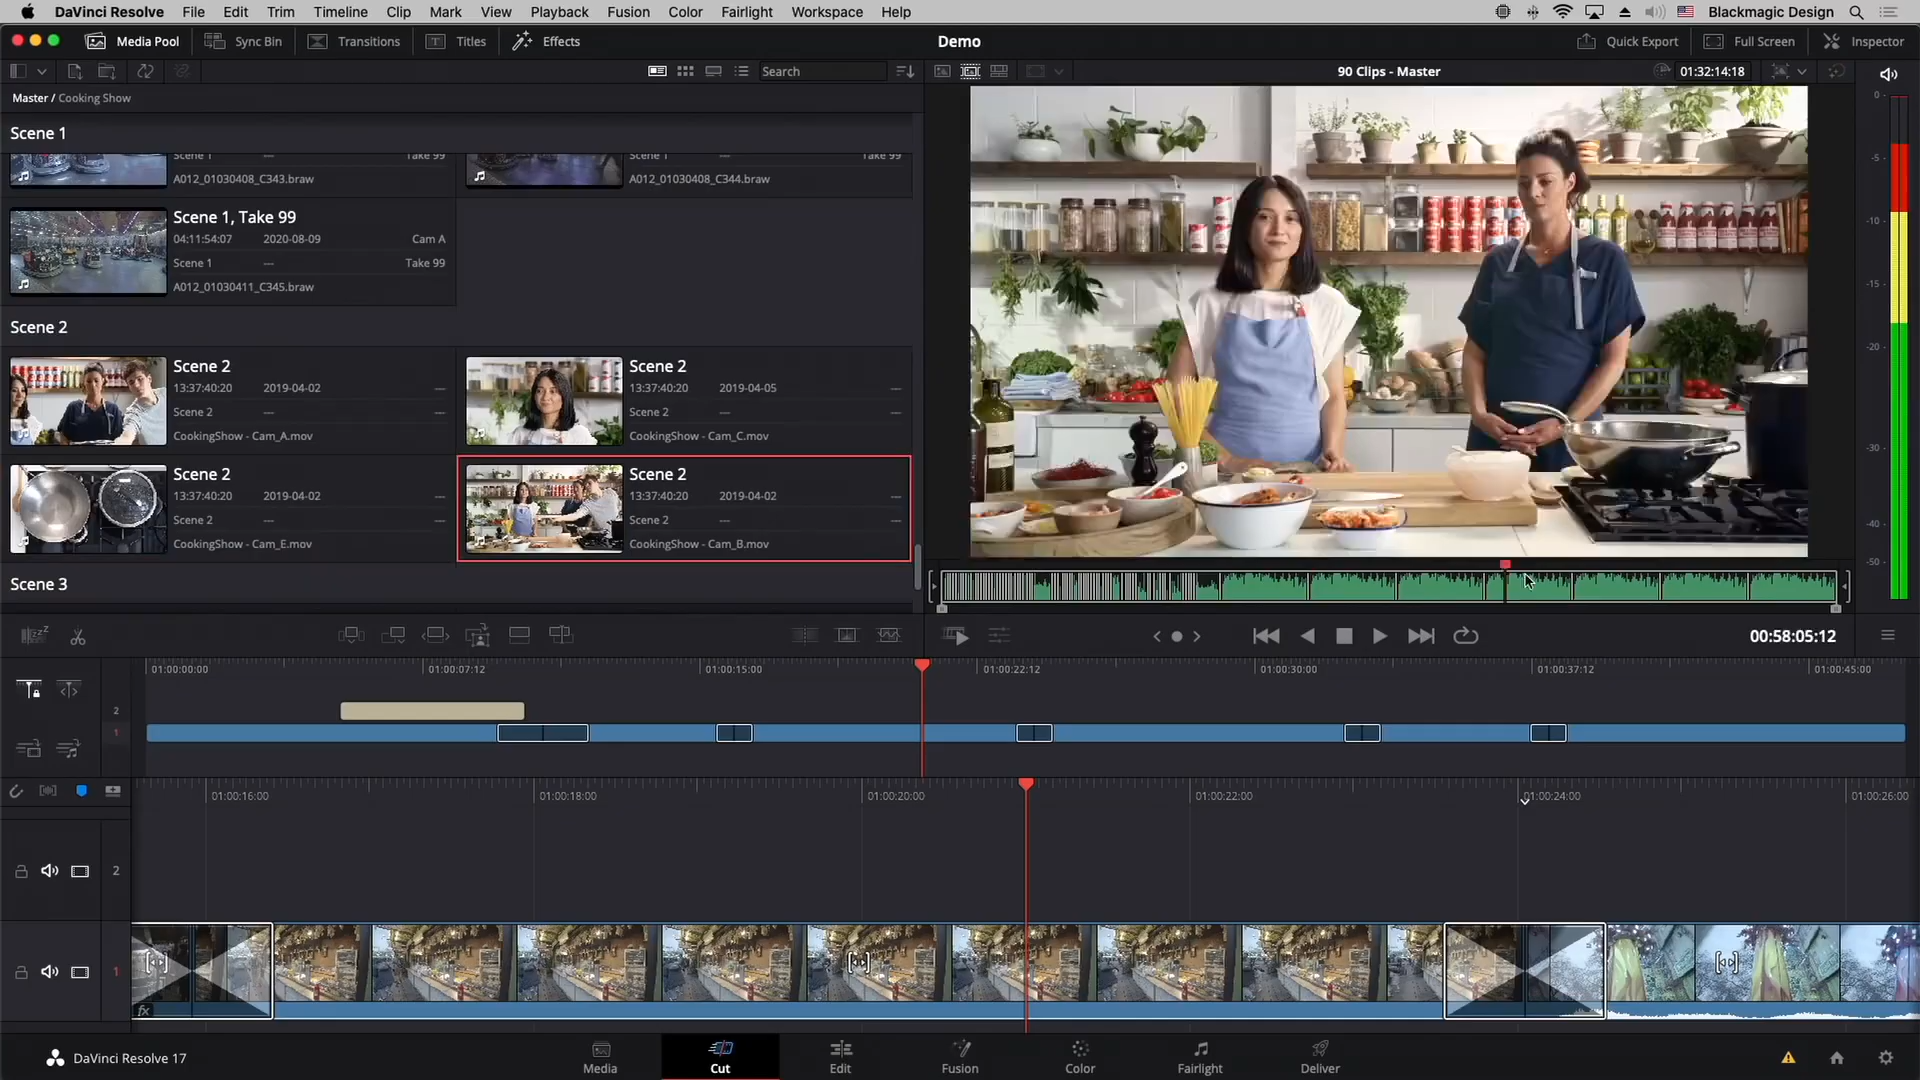 DaVinci Resolve File Edit Trim Timeline Clip Mark View Playback Fusion Color Fairlight Workspace Help Blackmagic Design
Media Pool Sync Bin Transitions Titles Effects Demo Quick Export Full Screen Inspector
Search 90 Clips - Master 01:32:14:18
Master / Cooking Show
Scene 1
Scene 1 --- Take 99 Scene 1 --- Take 99
A012_01030408_C343.braw A012_01030408_C344.braw
Scene 1, Take 99
04:11:54:07 2020-08-09 Cam A
Scene 1 --- Take 99
A012_01030411_C345.braw
Scene 2
Scene 2 Scene 2
13:37:40:20 2019-04-02 --- 13:37:40:20 2019-04-05 ---
Scene 2 --- --- Scene 2 --- ---
CookingShow - Cam_A.mov CookingShow - Cam_C.mov
Scene 2 Scene 2
13:37:40:20 2019-04-02 --- 13:37:40:20 2019-04-02 ---
Scene 2 --- --- Scene 2 --- ---
CookingShow - Cam_E.mov CookingShow - Cam_B.mov
Scene 3
0
-5
-10
-15
-20
-30
-40
-50
00:58:05:12
01:00:00:00 01:00:07:12 01:00:15:00 01:00:22:12 01:00:30:00 01:00:37:12 01:00:45:00
2
1
01:00:16:00 01:00:18:00 01:00:20:00 01:00:22:00 01:00:24:00 01:00:26:00
2
1
fx
DaVinci Resolve 17 Media Cut Edit Fusion Color Fairlight Deliver